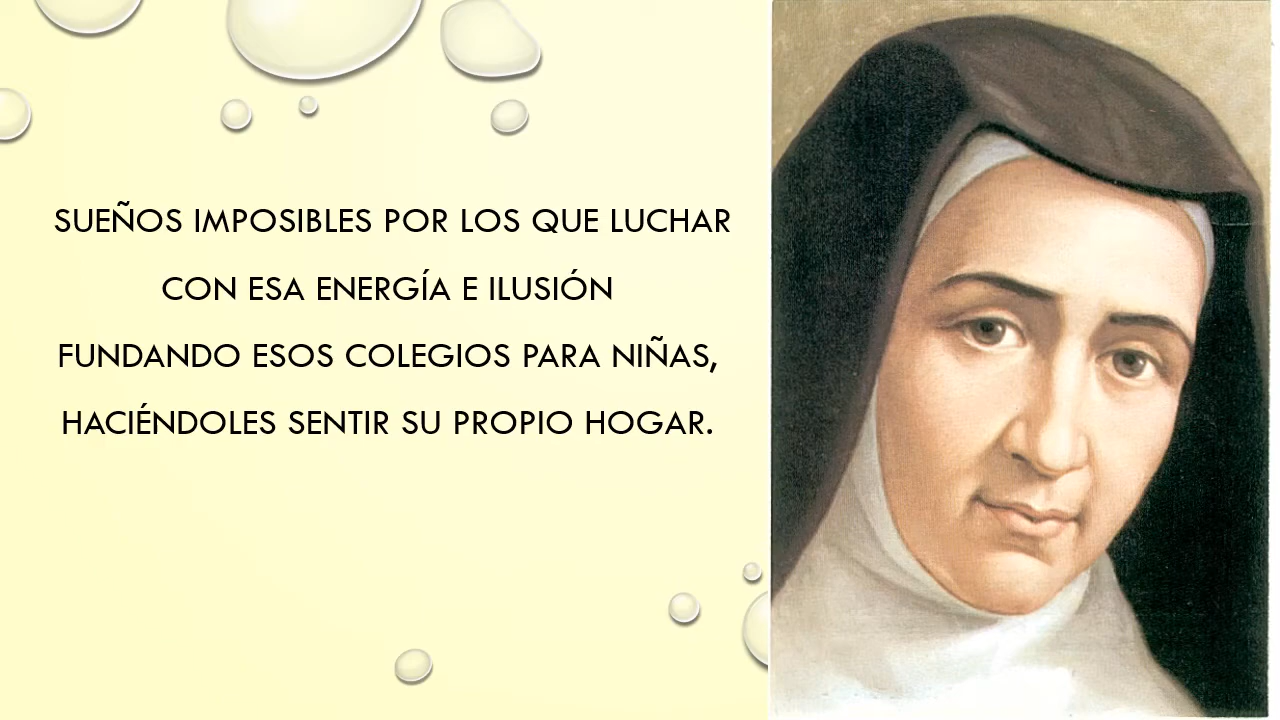 SUEÑOS IMPOSIBLES POR LOS QUE LUCHAR
CON ESA ENERGÍA E ILUSIÓN
FUNDANDO ESOS COLEGIOS PARA NIÑAS,
HACIÉNDOLES SENTIR SU PROPIO HOGAR.